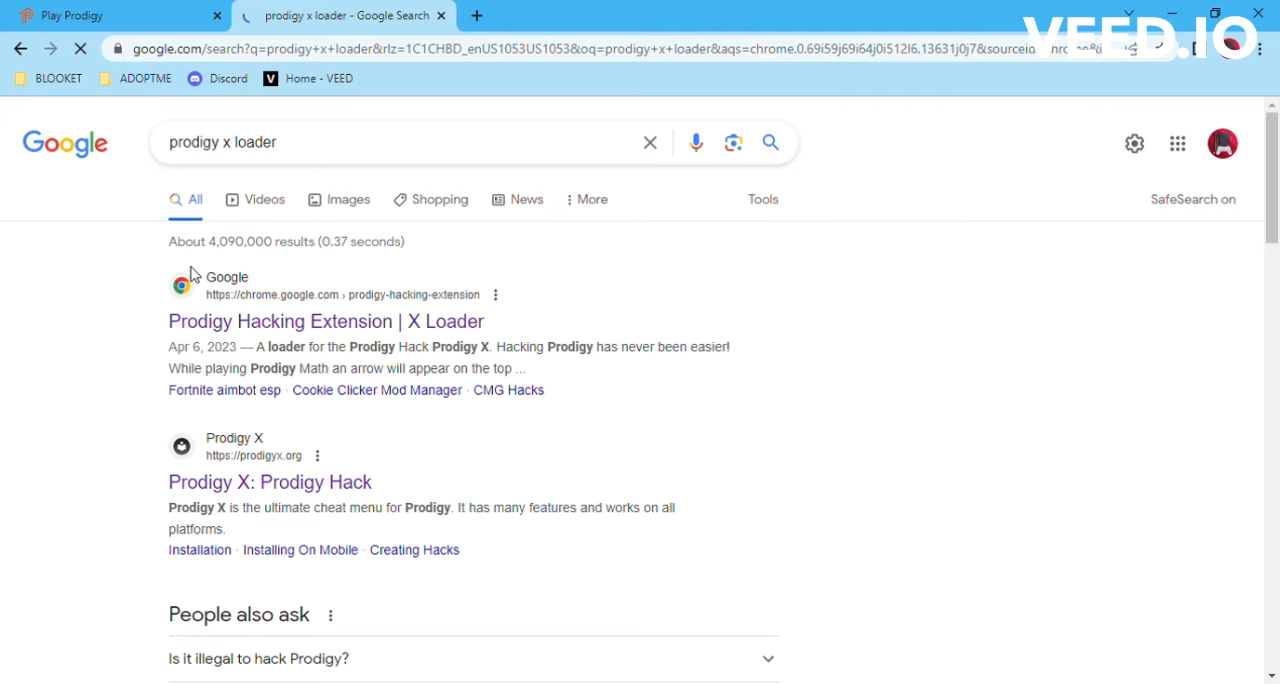 Play Prodigy
prodigy x loader - Google Search
VEED.IO
google.com/search?q=prodigy+x+loader&rlz=1C1CHBD_enUS1053US1053&oq=prodigy+x+loader&aqs=chrome.0.69i59j69i64j0i512l6.13631j0j7&sourceid=chrome&i
BLOOKET
ADOPTME
Discord
V
Home - VEED
Google
prodigy x loader
All
Videos
Images
Shopping
News
More
Tools
SafeSearch on
About 4,090,000 results (0.37 seconds)
Google
https://chrome.google.com › prodigy-hacking-extension
Prodigy Hacking Extension | X Loader
Apr 6, 2023 — A loader for the Prodigy Hack Prodigy X. Hacking Prodigy has never been easier!
While playing Prodigy Math an arrow will appear on the top ...
Fortnite aimbot esp · Cookie Clicker Mod Manager · CMG Hacks
Prodigy X
https://prodigyx.org
Prodigy X: Prodigy Hack
Prodigy X is the ultimate cheat menu for Prodigy. It has many features and works on all
platforms.
Installation · Installing On Mobile · Creating Hacks
People also ask
Is it illegal to hack Prodigy?